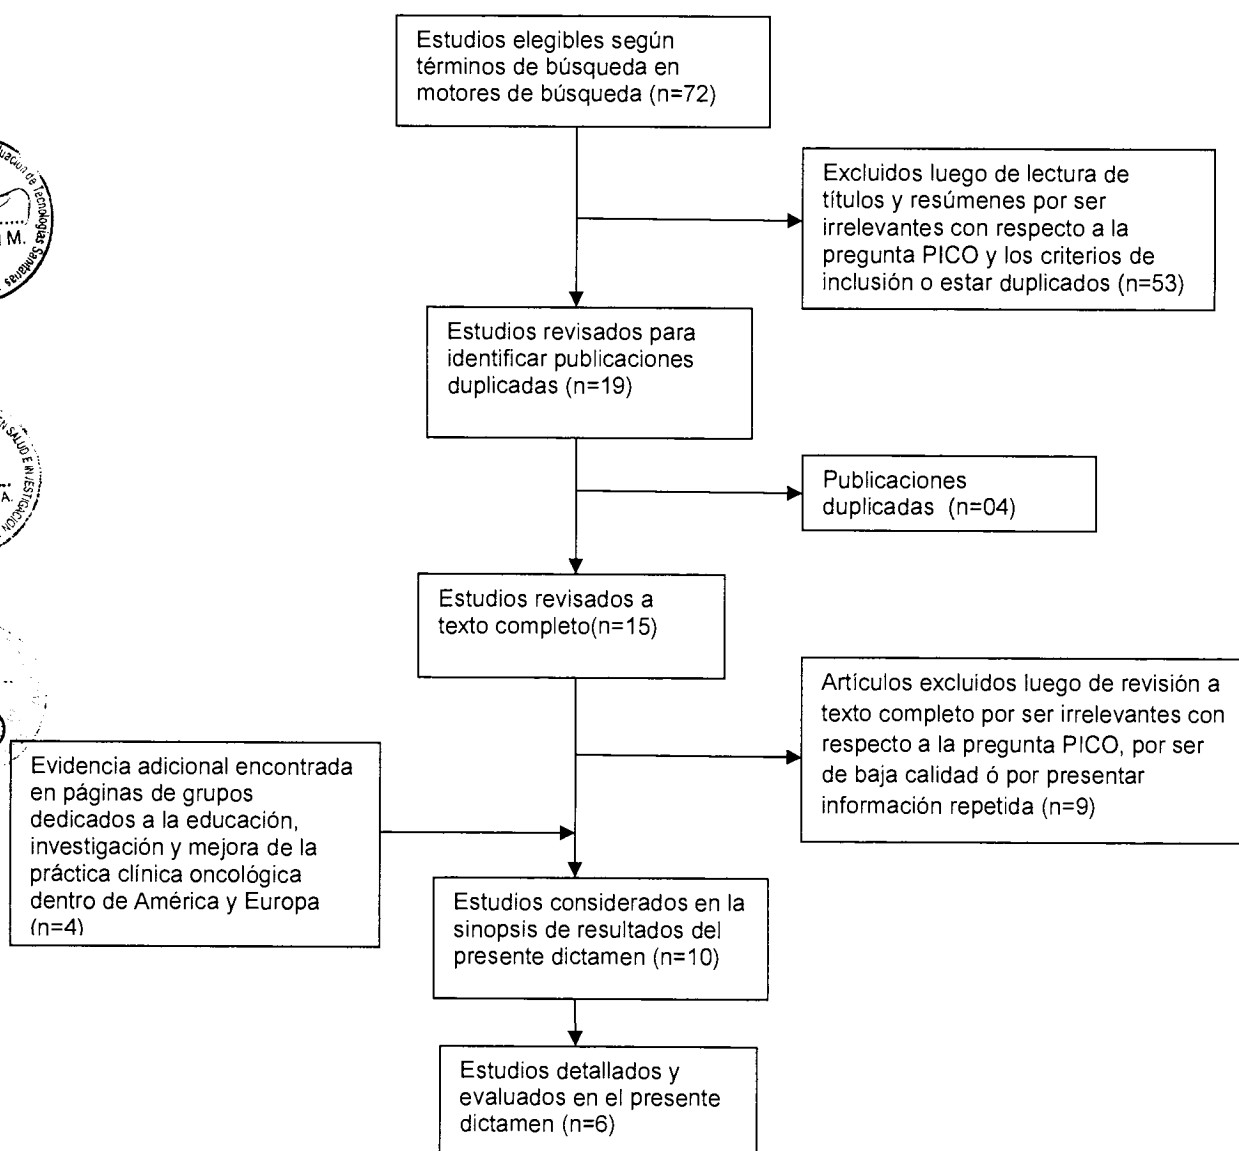 Estudios elegibles según
términos de búsqueda en
motores de búsqueda (n=72)
Excluidos luego de lectura de
títulos y resúmenes por ser
irrelevantes con respecto a la
pregunta PICO y los criterios de
inclusión o estar duplicados (n=53)
Estudios revisados para
identificar publicaciones
duplicadas (n=19)
Publicaciones
duplicadas (n=04)
Estudios revisados a
texto completo(n=15)
Artículos excluidos luego de revisión a
texto completo por ser irrelevantes con
respecto a la pregunta PICO, por ser
de baja calidad ó por presentar
información repetida (n=9)
Evidencia adicional encontrada
en páginas de grupos
dedicados a la educación,
investigación y mejora de la
práctica clínica oncológica
dentro de América y Europa
(n=4)
Estudios considerados en la
sinopsis de resultados del
presente dictamen (n=10)
Estudios detallados y
evaluados en el presente
dictamen (n=6)
de Tecnologías Sanitarias
M.
EN SALUD E INVESTIGACIÓN
A.